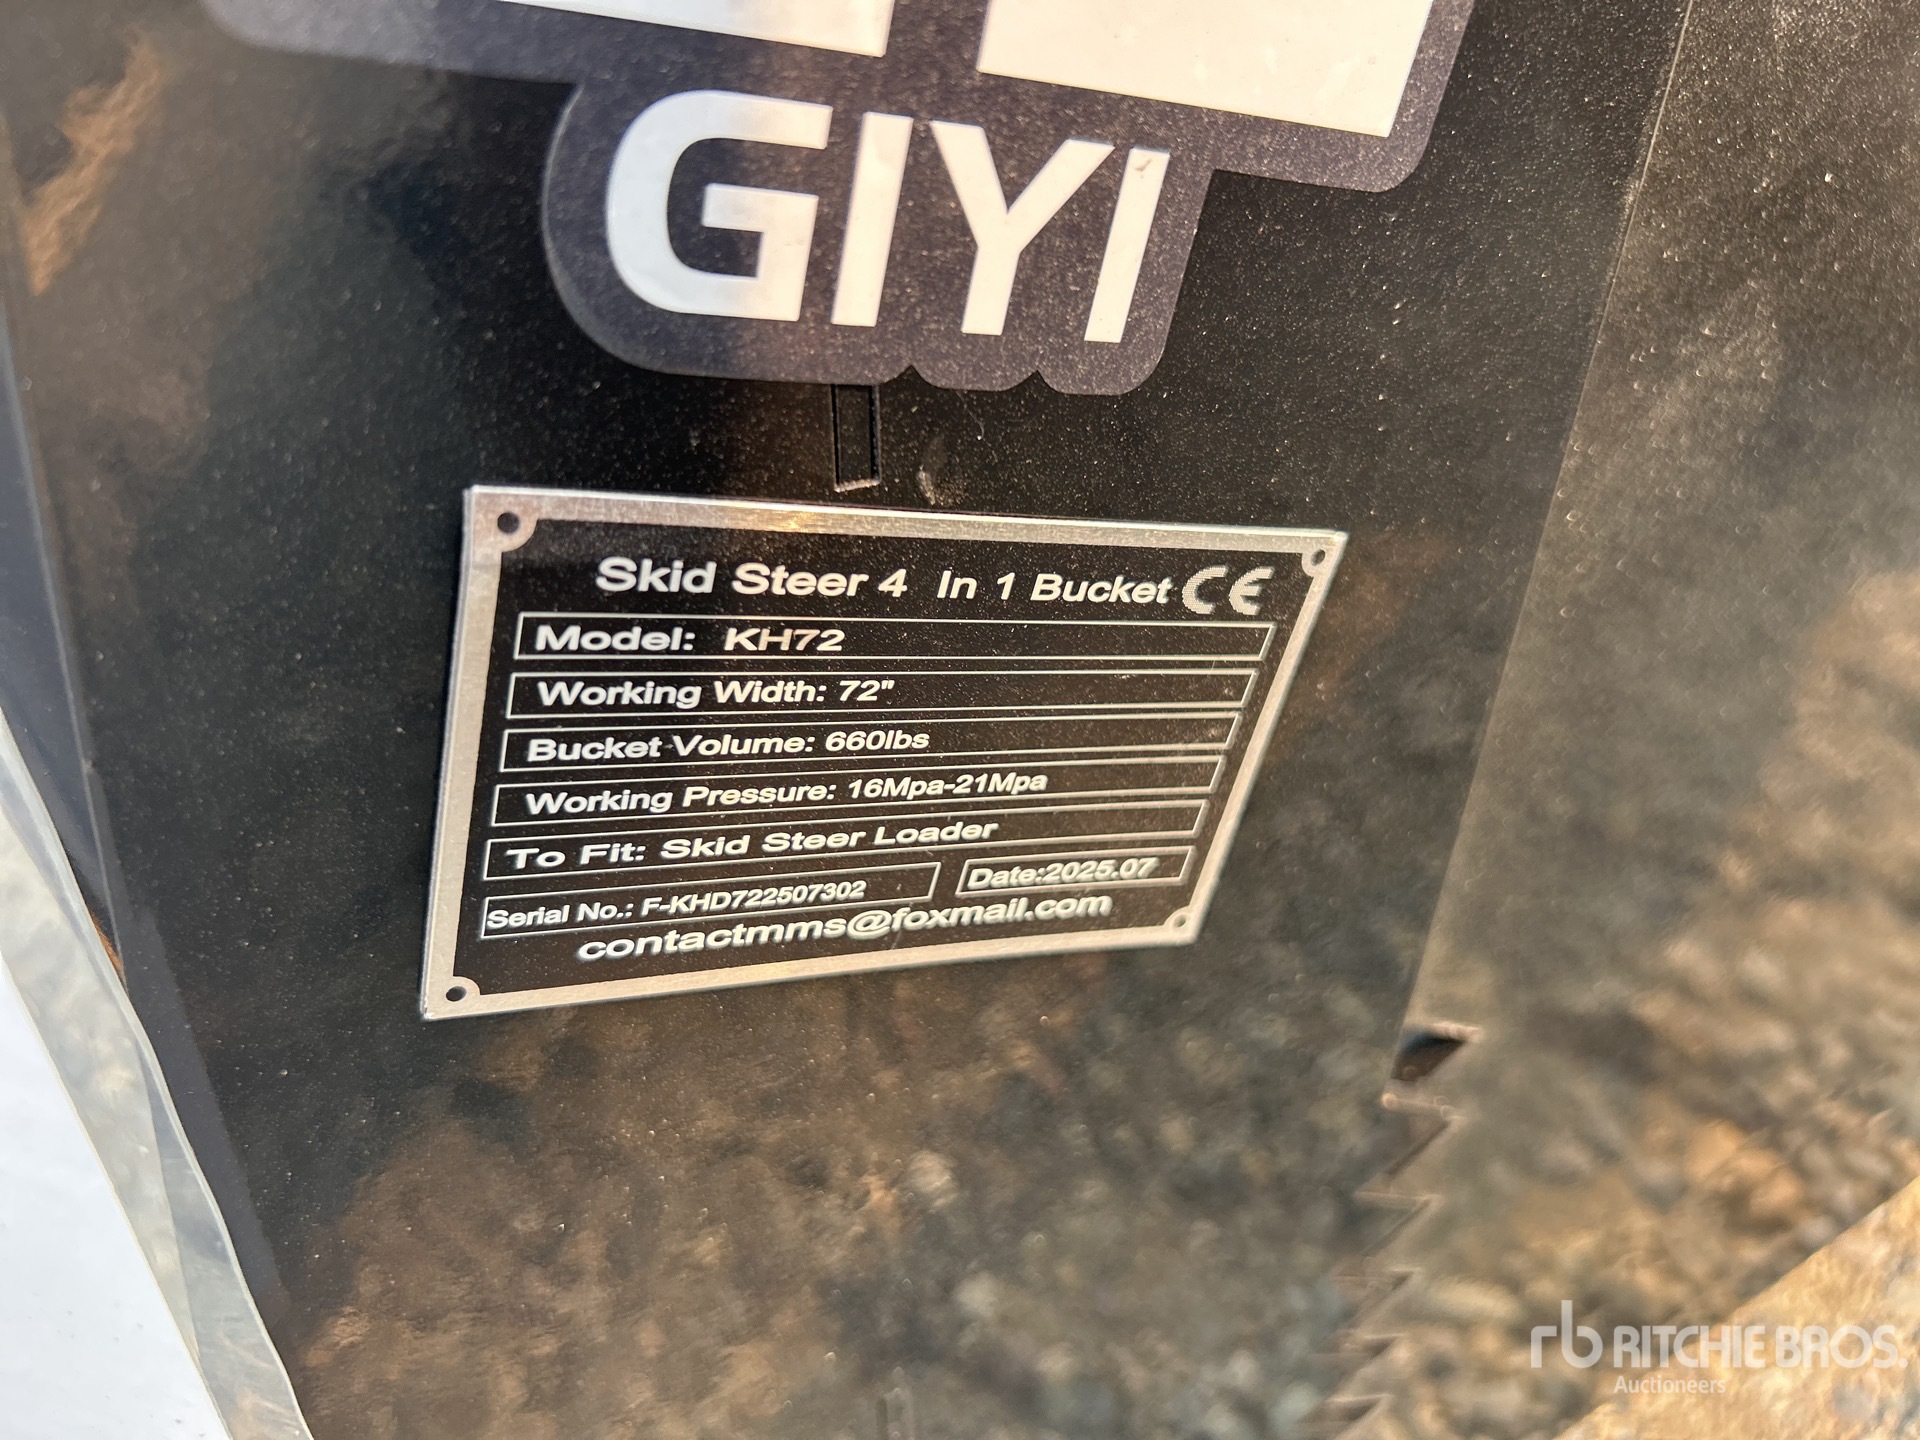 GIYI
Skid Steer 4 In 1 Bucket CE
Model: KH72
Working Width: 72"
Bucket Volume: 660lbs
Working Pressure: 16Mpa-21Mpa
To Fit: Skid Steer Loader
Serial No.: F-KHD722507302
Date:2025.07
contactmms@foxmail.com
rb RITCHIE BROS.
Auctioneers